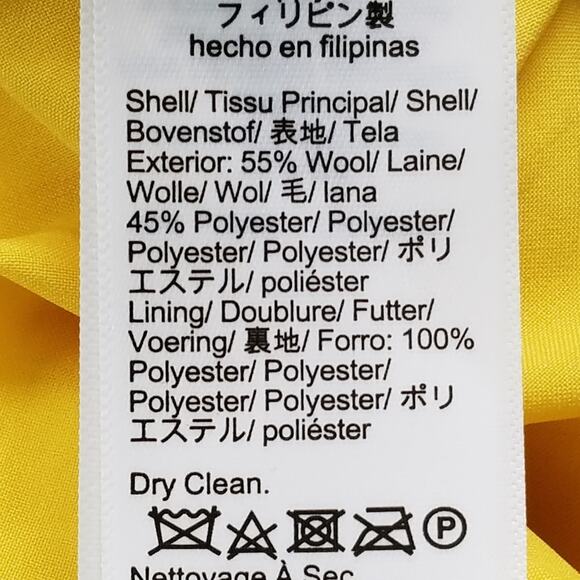 フィリピン製
hecho en filipinas
Shell/ Tissu Principal/ Shell/
Bovenstof/ 表地/ Tela
Exterior: 55% Wool/ Laine/
Wolle/ Wol/ 毛/ lana
45% Polyester/ Polyester/
Polyester/ Polyester/ ポリ
エステル/ poliéster
Lining/ Doublure/ Futter/
Voering/ 裏地/ Forro: 100%
Polyester/ Polyester/
Polyester/ Polyester/ ポリ
エステル/ poliéster
Dry Clean.
P
Nettoyage À Sec